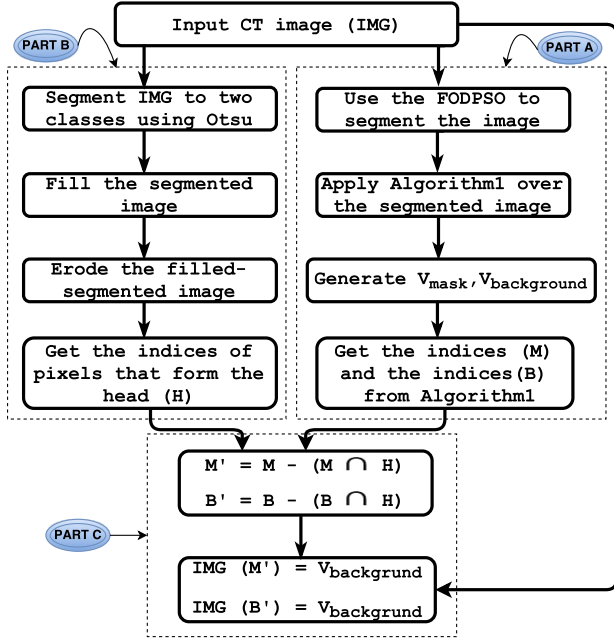 Input CT image (IMG)
PART B
PART A
Segment IMG to two
classes using Otsu
Fill the segmented
image
Erode the filled-
segmented image
Get the indices of
pixels that form the
head (H)
Use the FODPSO to
segment the image
Apply Algorithm1 over
the segmented image
Generate Vmask,Vbackground
Get the indices (M)
and the indices(B)
from Algorithm1
M' = M - (M ∩ H)
B' = B - (B ∩ H)
PART C
IMG (M') = Vbackgrund
IMG (B') = Vbackgrund